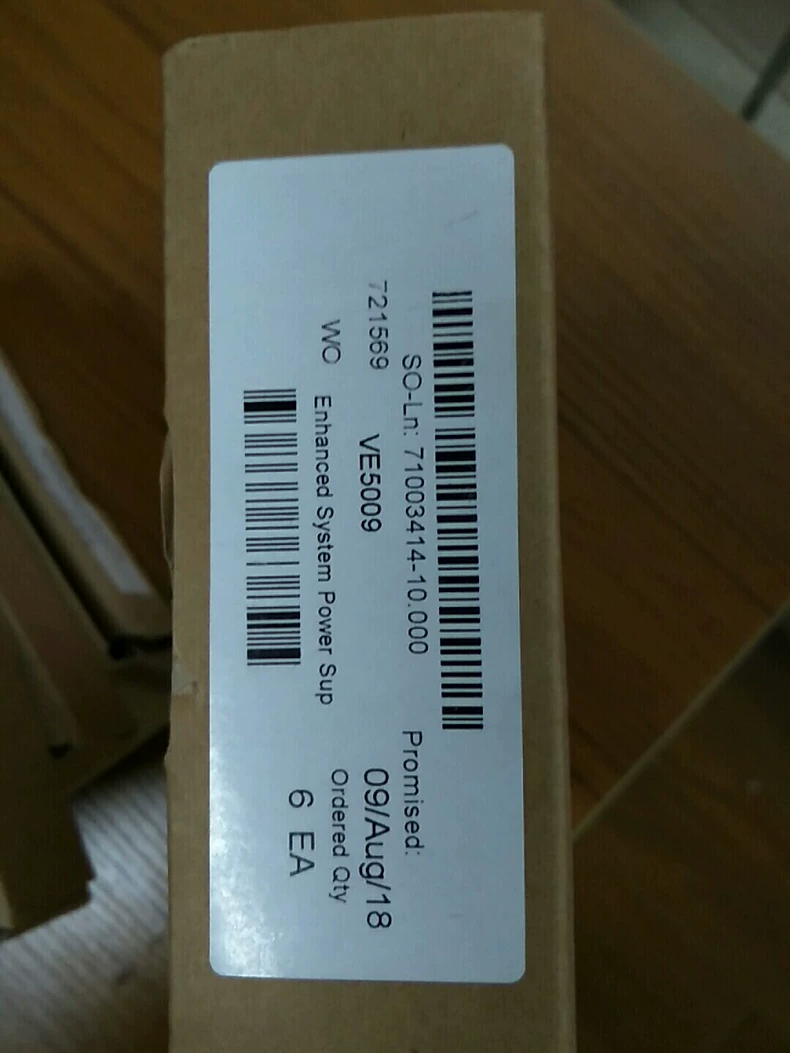 SO-Ln: 71003414-10.000 Promised:
721569 VE5009 09/Aug/18
WO Enhanced System Power Sup Ordered Qty
6 EA